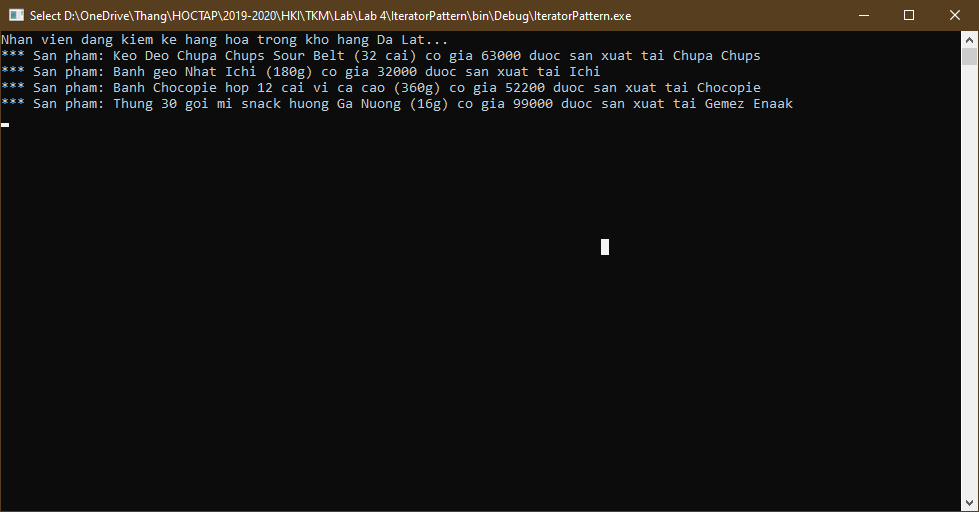 Select D:\OneDrive\Thang\HOCTAP\2019-2020\HKI\TKM\Lab\Lab 4\IteratorPattern\bin\Debug\IteratorPattern.exe
Nhan vien dang kiem ke hang hoa trong kho hang Da Lat...
*** San pham: Keo Deo Chupa Chups Sour Belt (32 cai) co gia 63000 duoc san xuat tai Chupa Chups
*** San pham: Banh geo Nhat Ichi (180g) co gia 32000 duoc san xuat tai Ichi
*** San pham: Banh Chocopie hop 12 cai vi ca cao (360g) co gia 52200 duoc san xuat tai Chocopie
*** San pham: Thung 30 goi mi snack huong Ga Nuong (16g) co gia 99000 duoc san xuat tai Gemez Enaak